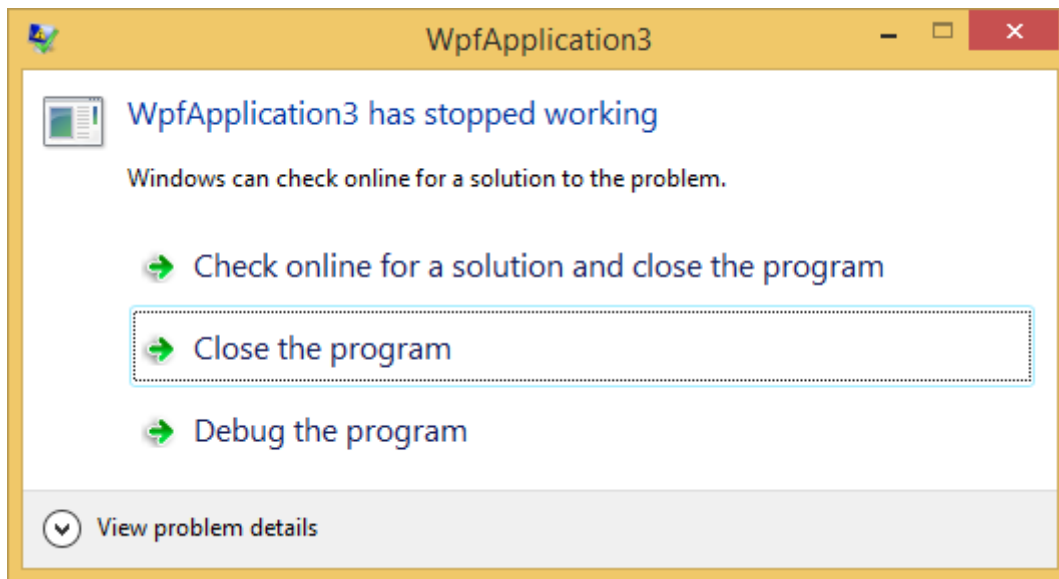 WpfApplication3
WpfApplication3 has stopped working
Windows can check online for a solution to the problem.
Check online for a solution and close the program
Close the program
Debug the program
View problem details